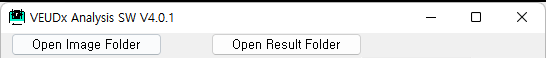 VEUDx Analysis SW V4.0.1
Open Image Folder Open Result Folder